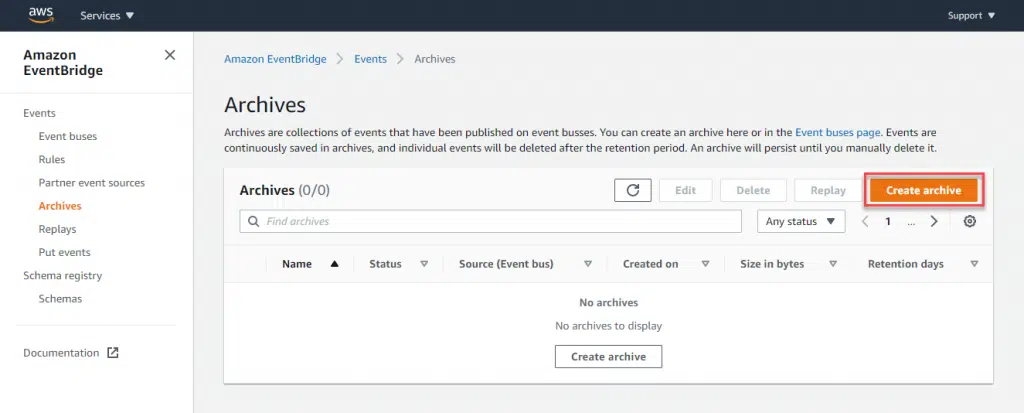 aws
Services
Support
Amazon
EventBridge
Events
Event buses
Rules
Partner event sources
Archives
Replays
Put events
Schema registry
Schemas
Documentation
Amazon EventBridge
Events
Archives
Archives
Archives are collections of events that have been published on event busses. You can create an archive here or in the Event buses page. Events are
continuously saved in archives, and individual events will be deleted after the retention period. An archive will persist until you manually delete it.
Archives (0/0)
Edit
Delete
Replay
Create archive
Find archives
Any status
1
...
Name
Status
Source (Event bus)
Created on
Size in bytes
Retention days
No archives
No archives to display
Create archive